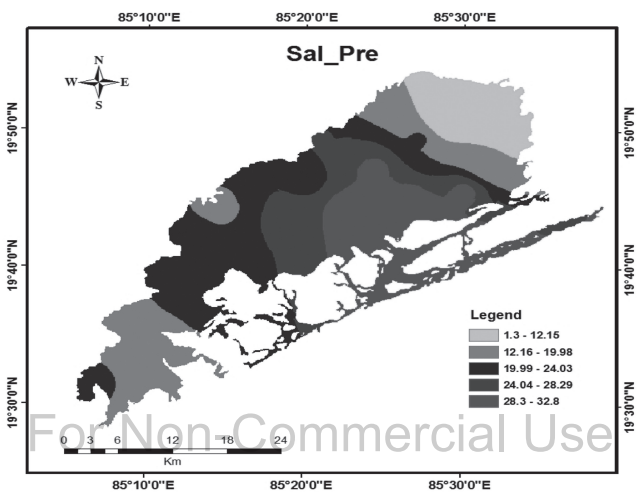 85°10'0"E 85°20'0"E 85°30'0"E
Sal_Pre
N
W E
S
19°50'0"N 19°50'0"N
19°40'0"N 19°40'0"N
Legend
1.3 - 12.15
12.16 - 19.98
19.99 - 24.03
24.04 - 28.29
28.3 - 32.8
19°30'0"N 19°30'0"N
For Non-Commercial Use
0 3 6 12 18 24
Km
85°10'0"E 85°20'0"E 85°30'0"E